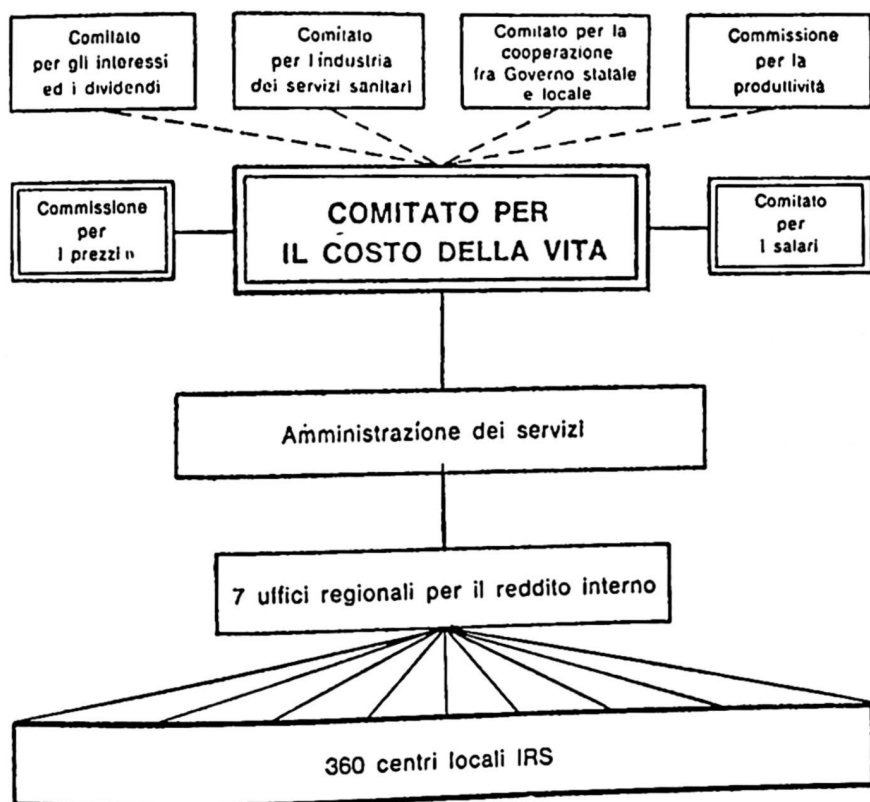 Comitato
per gli interessi
ed i dividendi
Comitato
per l'industria
dei servizi sanitari
Comitato per la
cooperazione
fra Governo statale
e locale
Commissione
per la
produttività
Commissione
per
i prezzi
COMITATO PER
IL COSTO DELLA VITA
Comitato
per
i salari
Amministrazione dei servizi
7 uffici regionali per il reddito interno
360 centri locali IRS